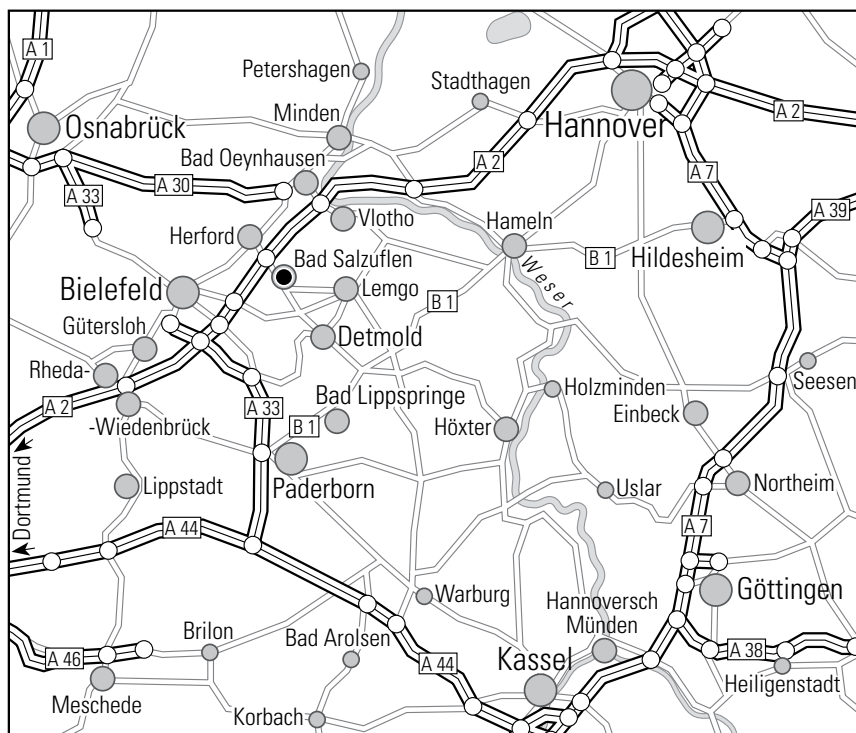 A 1
Petershagen
Stadthagen
Osnabrück
Minden
Hannover
A 2
Bad Oeynhausen
A 2
A 30
A 7
A 33
A 39
Vlotho
Herford
Hameln
B 1
Hildesheim
Bad Salzuflen
Weser
Bielefeld
Lemgo
B 1
Gütersloh
Detmold
Rheda-
Seesen
A 2
A 33
Bad Lippspringe
Holzminden
-Wiedenbrück
B 1
Höxter
Einbeck
Dortmund
Paderborn
Lippstadt
Uslar
Northeim
A 44
A 7
Warburg
Hannoversch
Münden
Göttingen
Brilon
Bad Arolsen
A 46
A 44
Kassel
A 38
Meschede
Heiligenstadt
Korbach